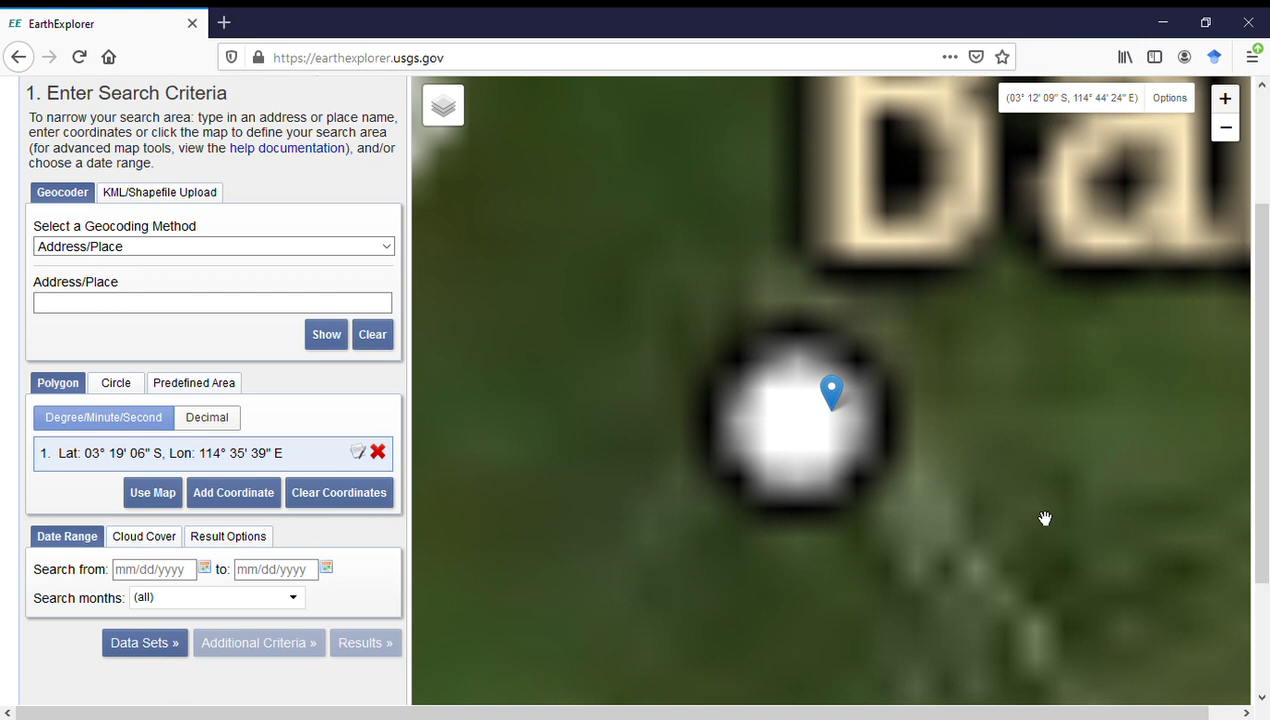 EE EarthExplorer
https://earthexplorer.usgs.gov
1. Enter Search Criteria
To narrow your search area: type in an address or place name,
enter coordinates or click the map to define your search area
(for advanced map tools, view the help documentation), and/or
choose a date range.
Geocoder KML/Shapefile Upload
Select a Geocoding Method
Address/Place
Address/Place
Show Clear
Polygon Circle Predefined Area
Degree/Minute/Second Decimal
1. Lat: 03° 19' 06" S, Lon: 114° 35' 39" E
Use Map Add Coordinate Clear Coordinates
Date Range Cloud Cover Result Options
Search from: mm/dd/yyyy to: mm/dd/yyyy
Search months: (all)
Data Sets » Additional Criteria » Results »
(03° 12' 09" S, 114° 44' 24" E) Options
+
−
Ba